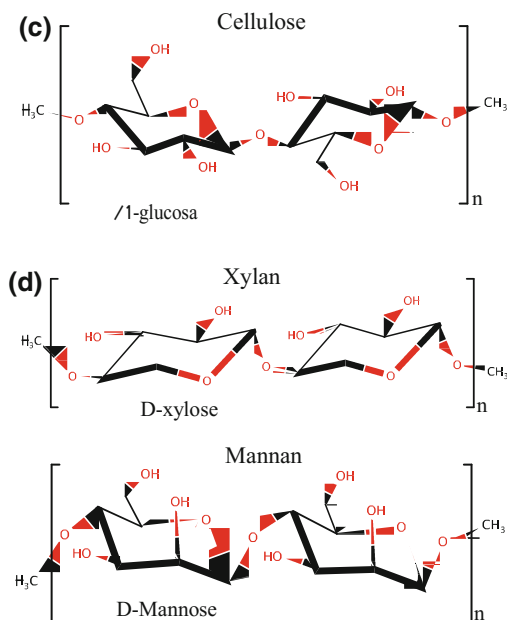 (c)
Cellulose
OH
H₃C
O
O
HO
OH
O
HO
OH
O
OH
O
CH₃
n
/1-glucosa
(d)
Xylan
H₃C
O
HO
OH
O
O
HO
OH
O
O
CH₃
n
D-xylose
Mannan
H₃C
O
OH
OH
O
HO
O
OH
OH
O
HO
O
CH₃
n
D-Mannose